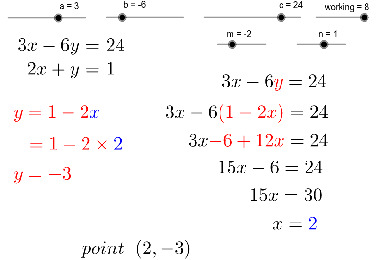 a = 3
b = -6
c = 24
working = 8
m = -2
n = 1
3x − 6y = 24
2x + y = 1
y = 1 − 2x
= 1 − 2 × 2
y = −3
3x − 6y = 24
3x − 6(1 − 2x) = 24
3x−6 + 12x = 24
15x − 6 = 24
15x = 30
x = 2
point (2, −3)